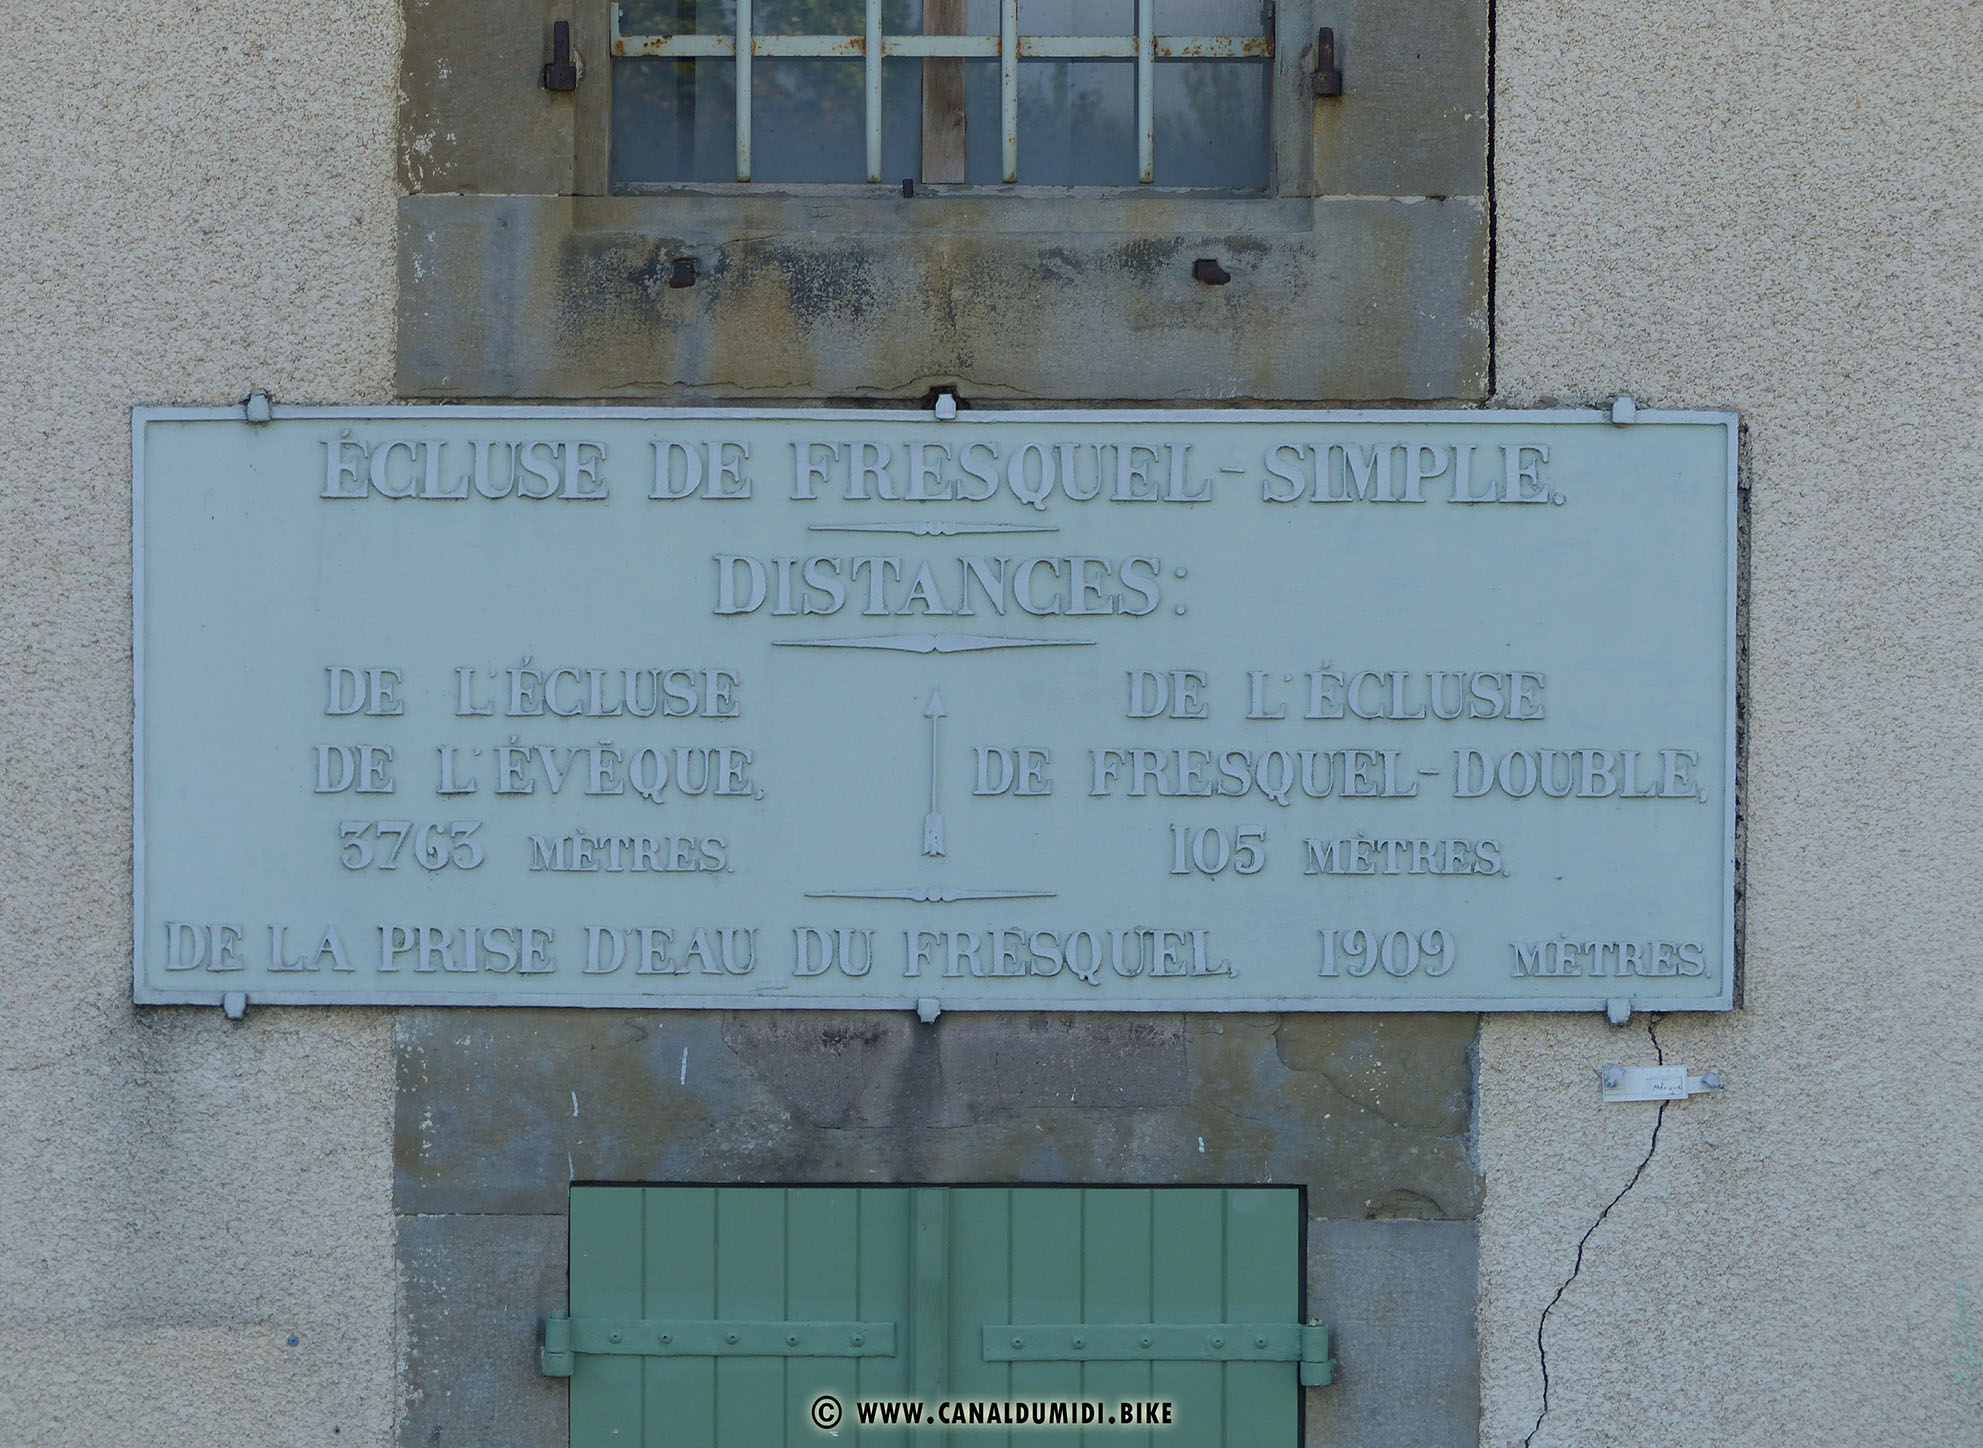 ÉCLUSE DE FRESQUEL-SIMPLE.
DISTANCES:
DE L'ÉCLUSE
DE L'ÉVÊQUE,
3763 MÈTRES.
DE L'ÉCLUSE
DE FRESQUEL-DOUBLE,
105 MÈTRES.
DE LA PRISE D'EAU DU FRESQUEL, 1909 MÈTRES.
© WWW.CANALDUMIDI.BIKE